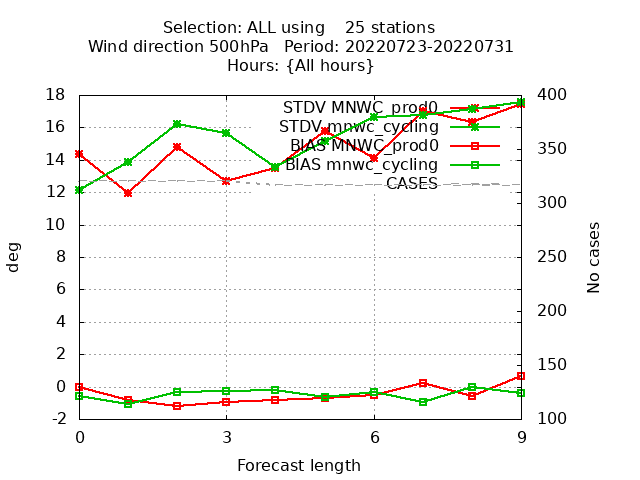 Selection: ALL using    25 stations
Wind direction 500hPa   Period: 20220723-20220731
Hours: {All hours}
18
16
14
12
10
8
6
4
2
0
-2
deg
400
350
300
250
200
150
100
No cases
STDV MNWC_prod0
STDV mnwc_cycling
BIAS MNWC_prod0
BIAS mnwc_cycling
CASES
0 3 6 9
Forecast length